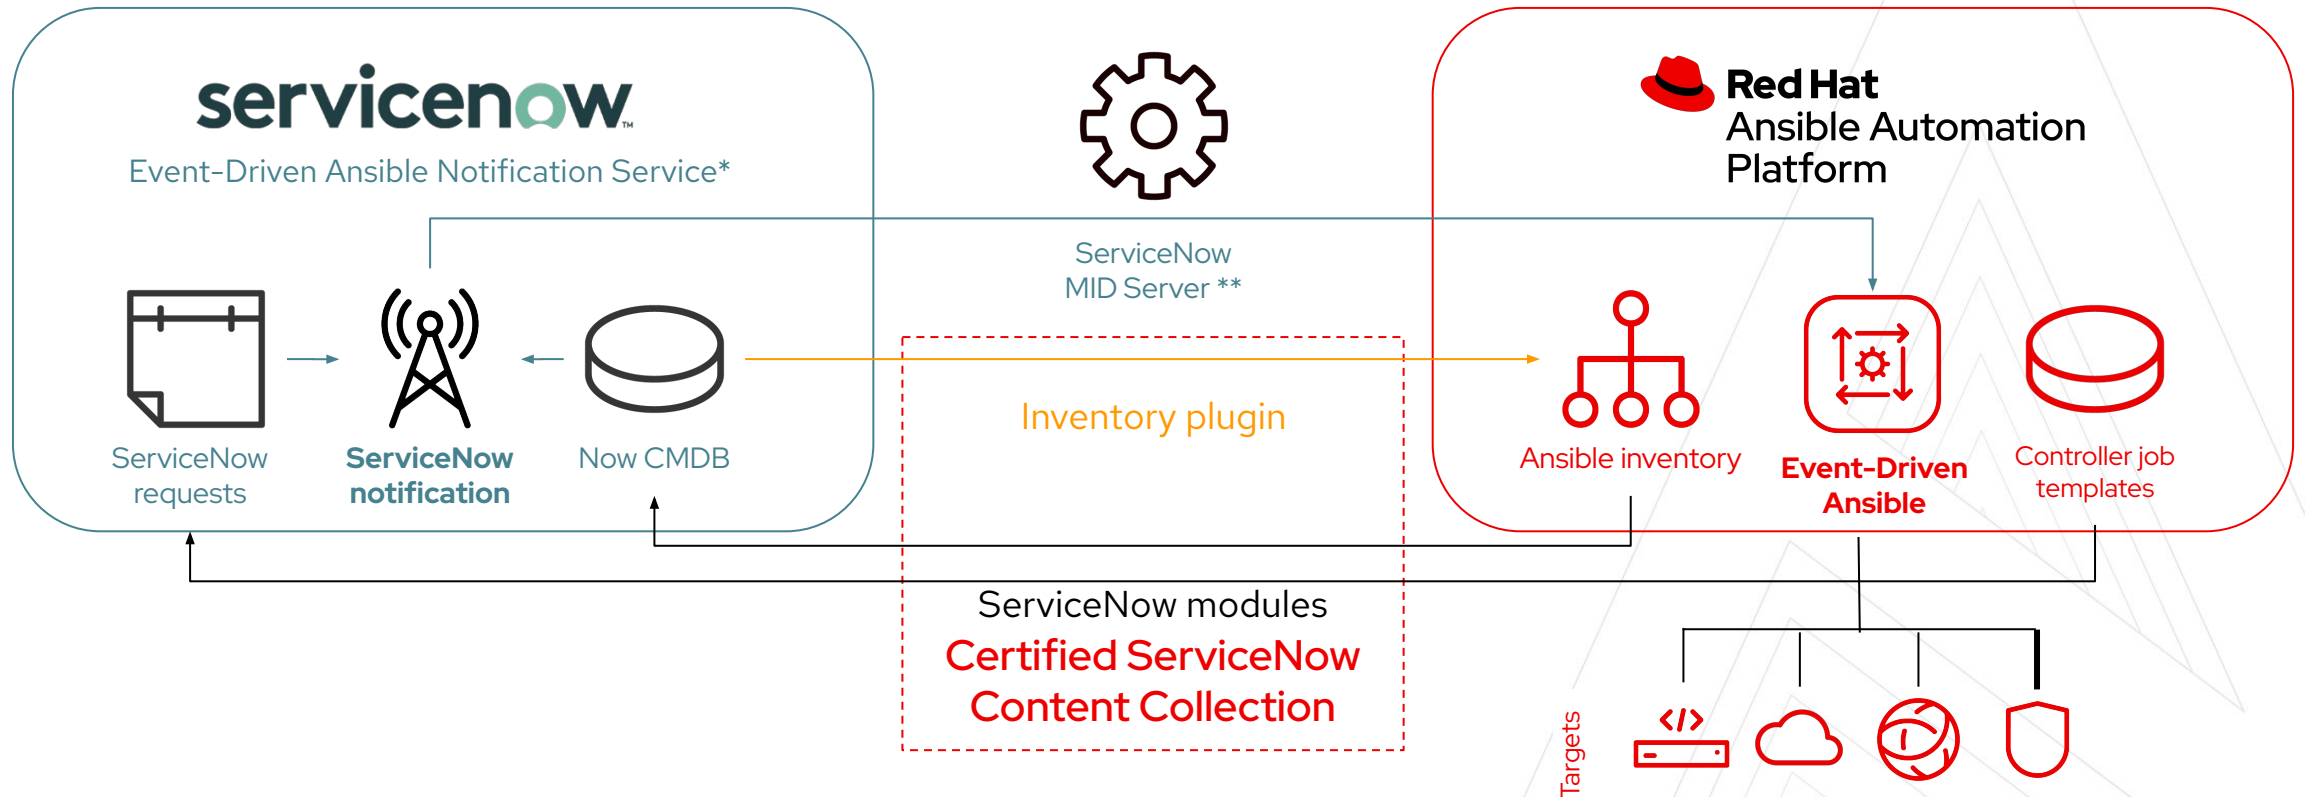 servicenow™
Event-Driven Ansible Notification Service*
ServiceNow
requests
ServiceNow
notification
Now CMDB
ServiceNow
MID Server **
Inventory plugin
ServiceNow modules
Certified ServiceNow
Content Collection
Red Hat
Ansible Automation
Platform
Ansible inventory
Event-Driven
Ansible
Controller job
templates
Targets